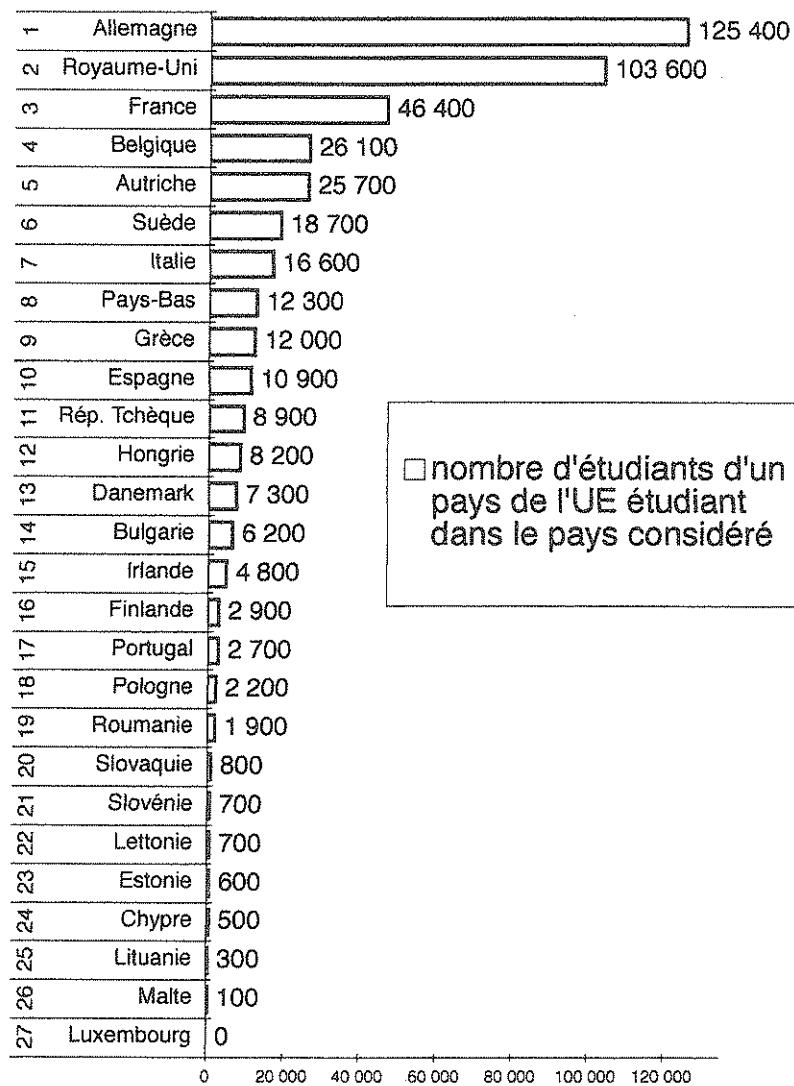 1 Allemagne 125 400
2 Royaume-Uni 103 600
3 France 46 400
4 Belgique 26 100
5 Autriche 25 700
6 Suède 18 700
7 Italie 16 600
8 Pays-Bas 12 300
9 Grèce 12 000
10 Espagne 10 900
11 Rép. Tchèque 8 900
12 Hongrie 8 200
13 Danemark 7 300
14 Bulgarie 6 200
15 Irlande 4 800
16 Finlande 2 900
17 Portugal 2 700
18 Pologne 2 200
19 Roumanie 1 900
20 Slovaquie 800
21 Slovénie 700
22 Lettonie 700
23 Estonie 600
24 Chypre 500
25 Lituanie 300
26 Malte 100
27 Luxembourg 0
0 20 000 40 000 60 000 80 000 100 000 120 000
nombre d'étudiants d'un
pays de l'UE étudiant
dans le pays considéré